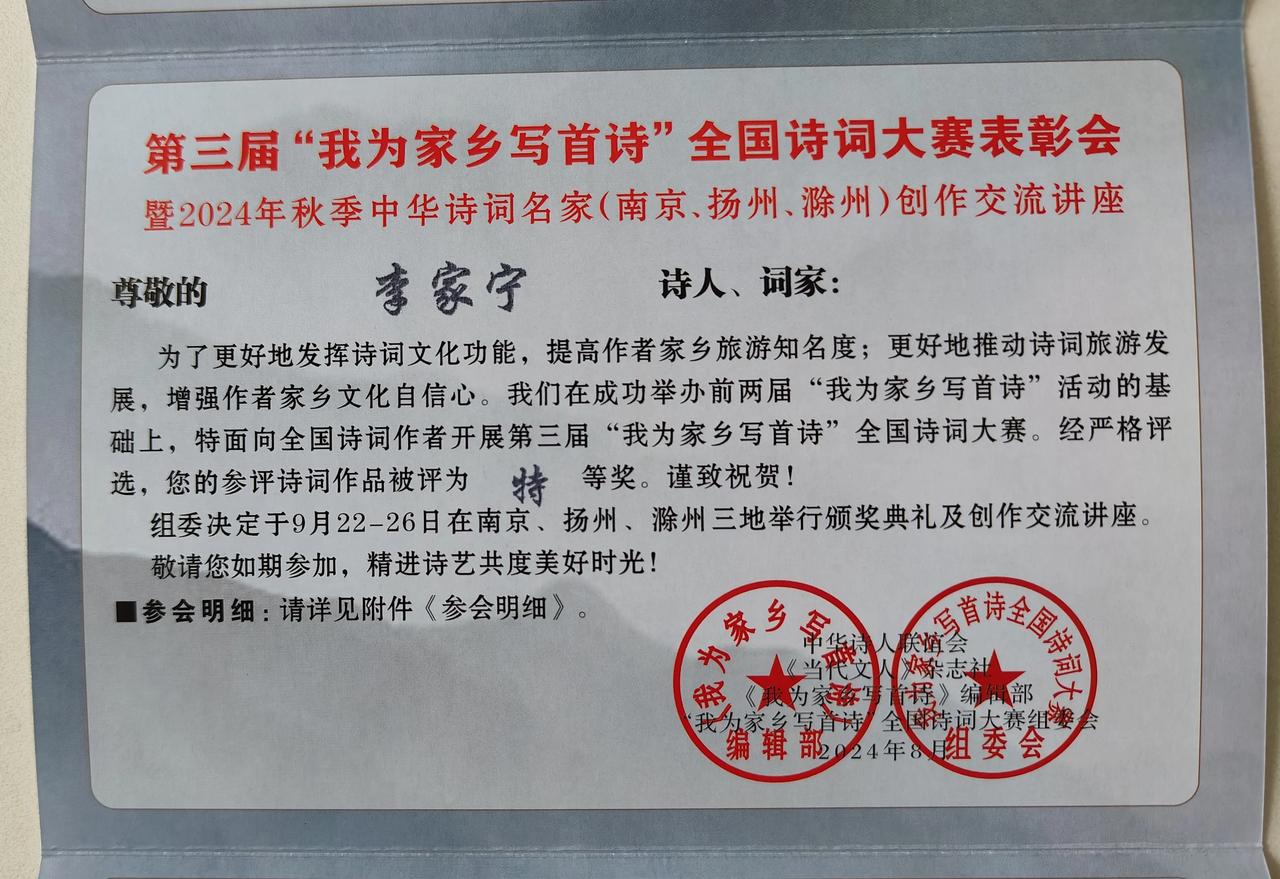 第三届“我为家乡写首诗”全国诗词大赛表彰会
暨2024年秋季中华诗词名家(南京、扬州、滁州)创作交流讲座
尊敬的 李家宁 诗人、词家：
为了更好地发挥诗词文化功能，提高作者家乡旅游知名度；更好地推动诗词旅游发
展，增强作者家乡文化自信心。我们在成功举办前两届“我为家乡写首诗”活动的基
础上，特面向全国诗词作者开展第三届“我为家乡写首诗”全国诗词大赛。经严格评
选，您的参评诗词作品被评为 特 等奖。谨致祝贺！
组委决定于9月22-26日在南京、扬州、滁州三地举行颁奖典礼及创作交流讲座。
敬请您如期参加，精进诗艺共度美好时光！
■参会明细：请详见附件《参会明细》。
中华诗人联谊会
《当代文人》杂志社
《我为家乡写首诗》编辑部
“我为家乡写首诗”全国诗词大赛组委会
2024年8月
《我为家乡写首诗》
编辑部
我为家乡写首诗全国诗词大赛
组委会